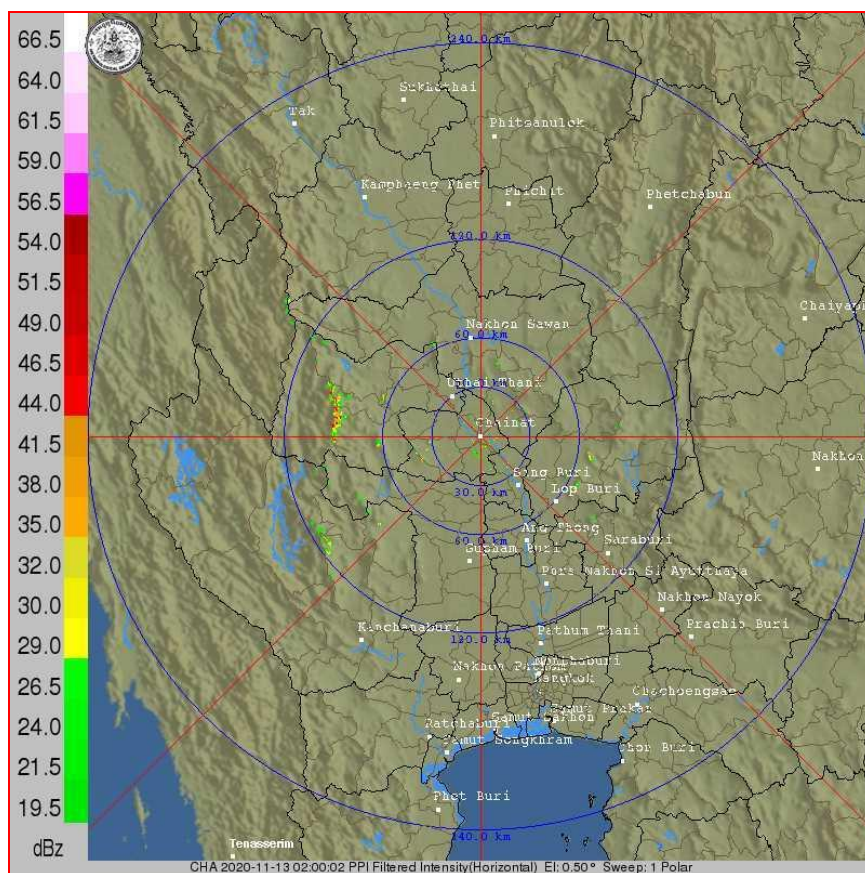 66.5
64.0
61.5
59.0
56.5
54.0
51.5
49.0
46.5
44.0
41.5
38.0
35.0
32.0
30.0
29.0
26.5
24.0
21.5
19.5
dBz
240.0 km
Sukhothai
Tak
Phitsanulok
Kamphaeng Phet
Phichit
Phetchabun
120.0 km
Chaiyap
Nakhon Sawan
60.0 km
Uthai Thani
Chainat
Nakhon
Sing Buri
30.0 km
Lop Buri
Ang Thong
60.0 km
Suphan Buri
Saraburi
Pora Nakhon Si Ayutthaya
Nakhon Nayok
Kanchanaburi
120.0 km
Pathum Thani
Prachin Buri
Nakhon Pathom
Nonthaburi
Bangkok
Chachoengsao
Samut Prakan
Samut Sakhon
Ratchaburi
Samut Songkhram
Chon Buri
Phet Buri
240.0 km
Tenasserim
CHA 2020-11-13 02:00:02 PPI Filtered Intensity(Horizontal) El: 0.50° Sweep: 1 Polar